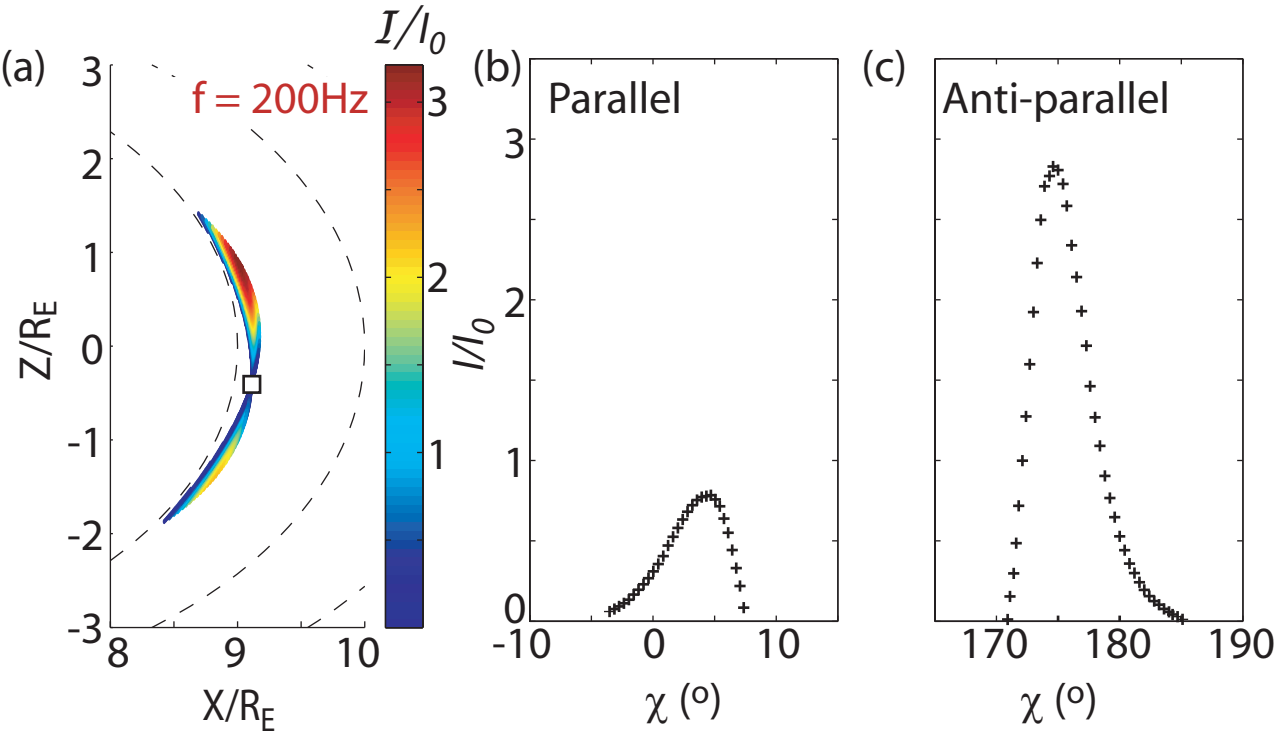 (a)
I/I0
f = 200Hz
3
2
1
0
-1
-2
-3
Z/RE
8
9
10
X/RE
3
2
1
(b)
Parallel
I/I0
3
2
1
0
-10
0
10
χ (º)
(c)
Anti-parallel
170
180
190
χ (º)